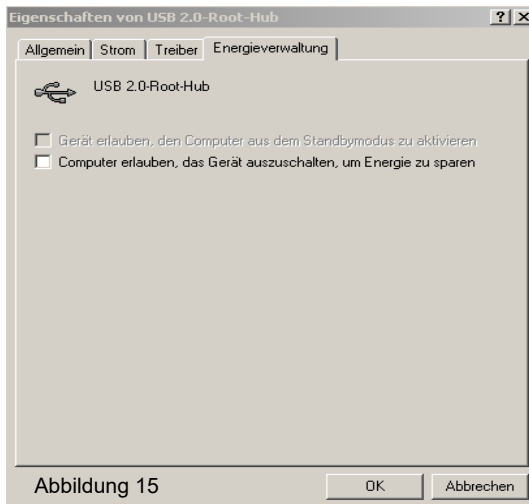 Eigenschaften von USB 2.0-Root-Hub
Allgemein Strom Treiber Energieverwaltung
USB 2.0-Root-Hub
Gerät erlauben, den Computer aus dem Standbymodus zu aktivieren
Computer erlauben, das Gerät auszuschalten, um Energie zu sparen
Abbildung 15 OK Abbrechen